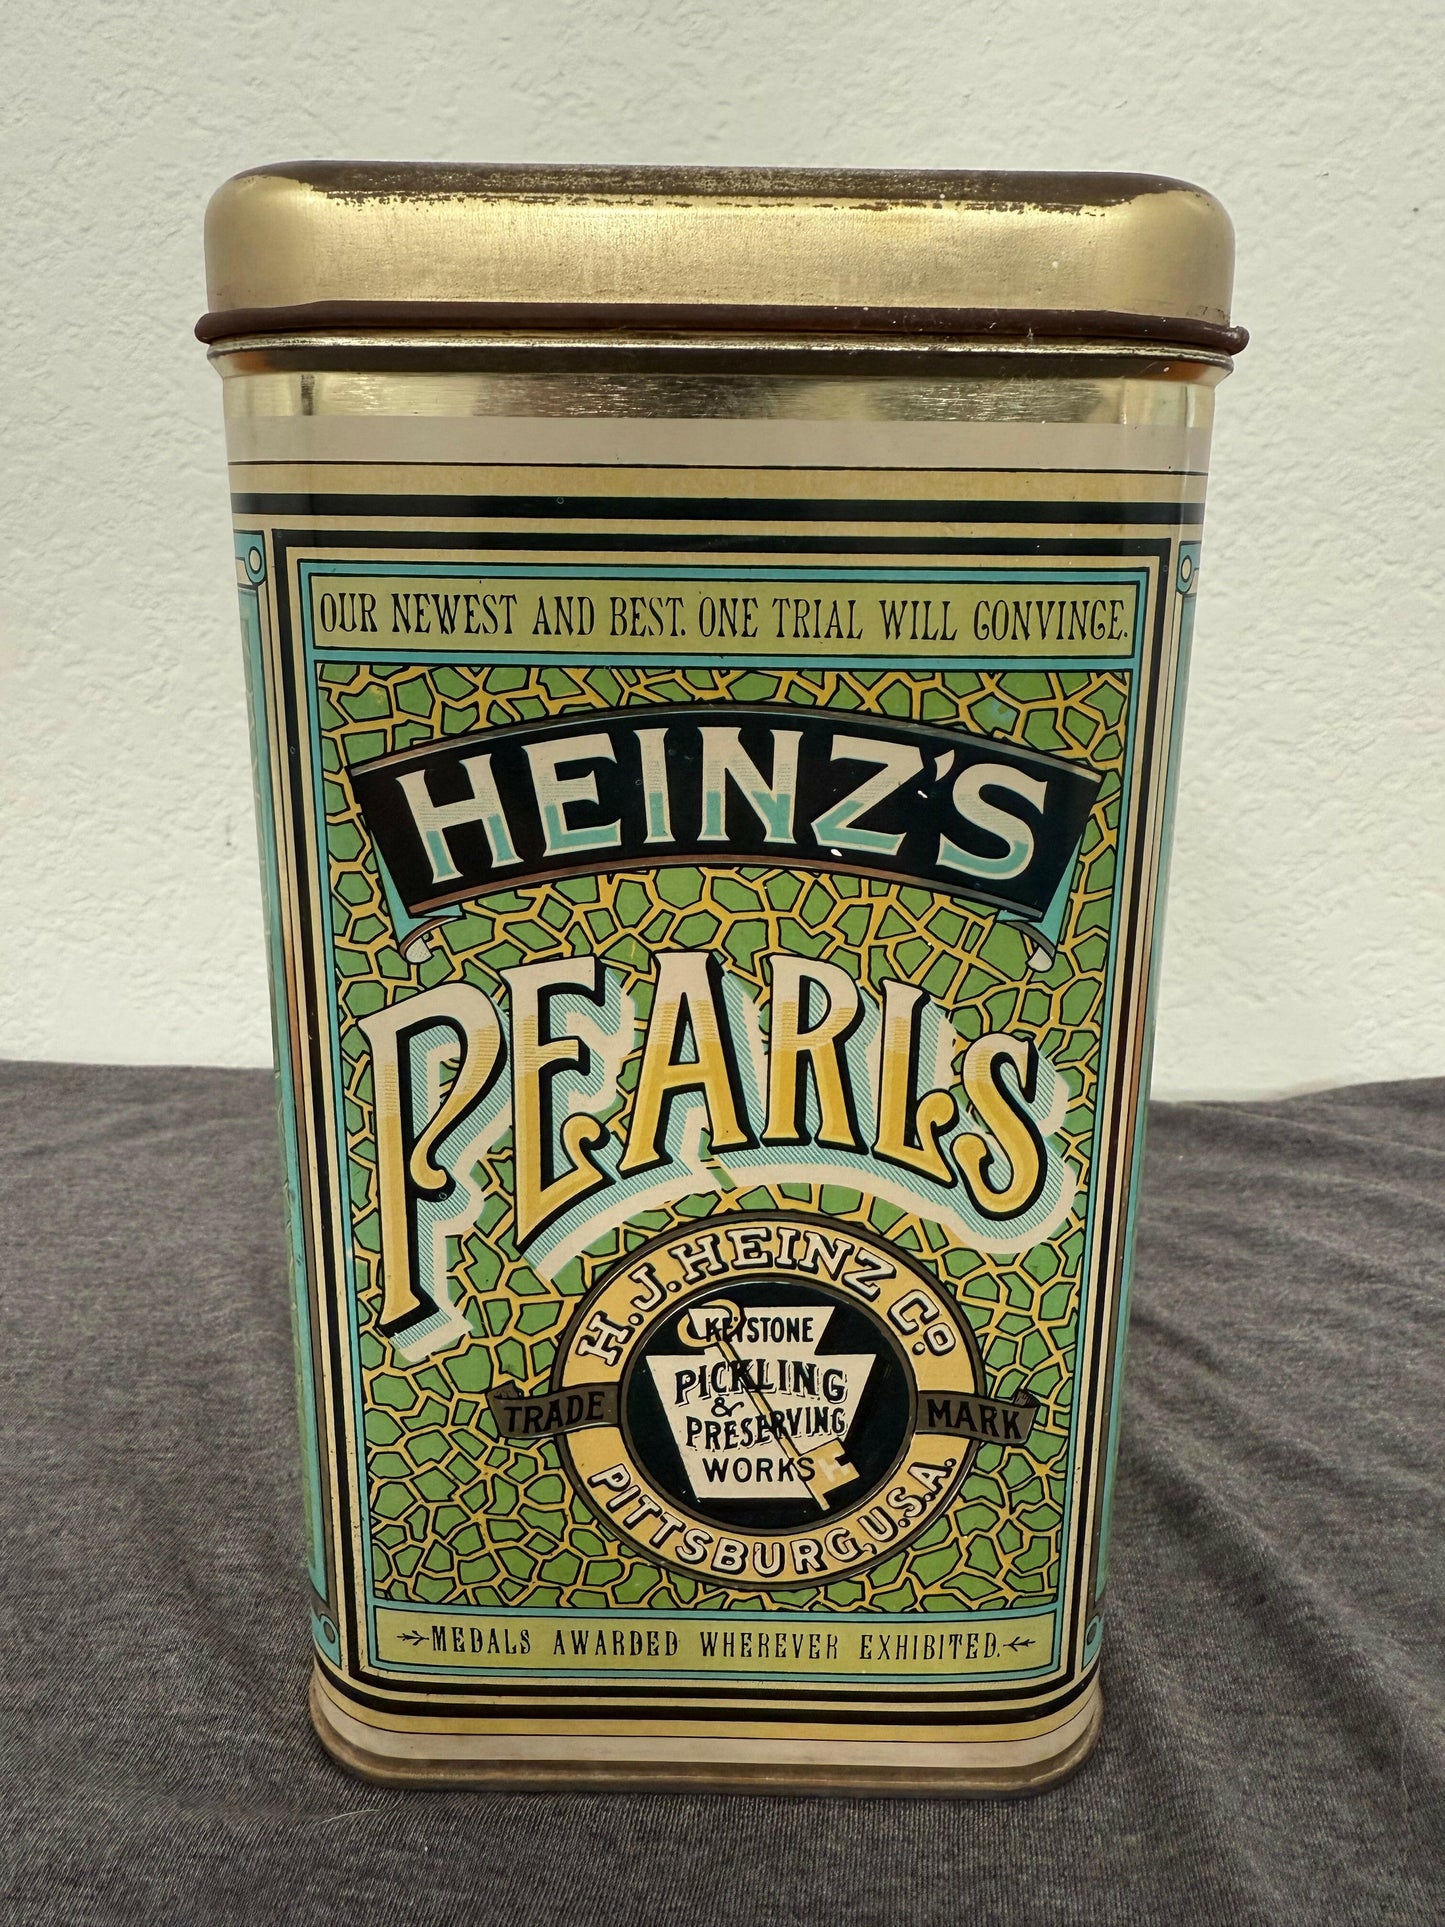 OUR NEWEST AND BEST. ONE TRIAL WILL CONVINCE.
HEINZ'S
PEARLS
H. J. HEINZ CO.
KEYSTONE
PICKLING
&
PRESERVING
WORKS
TRADE MARK
PITTSBURG, U.S.A.
MEDALS AWARDED WHEREVER EXHIBITED.